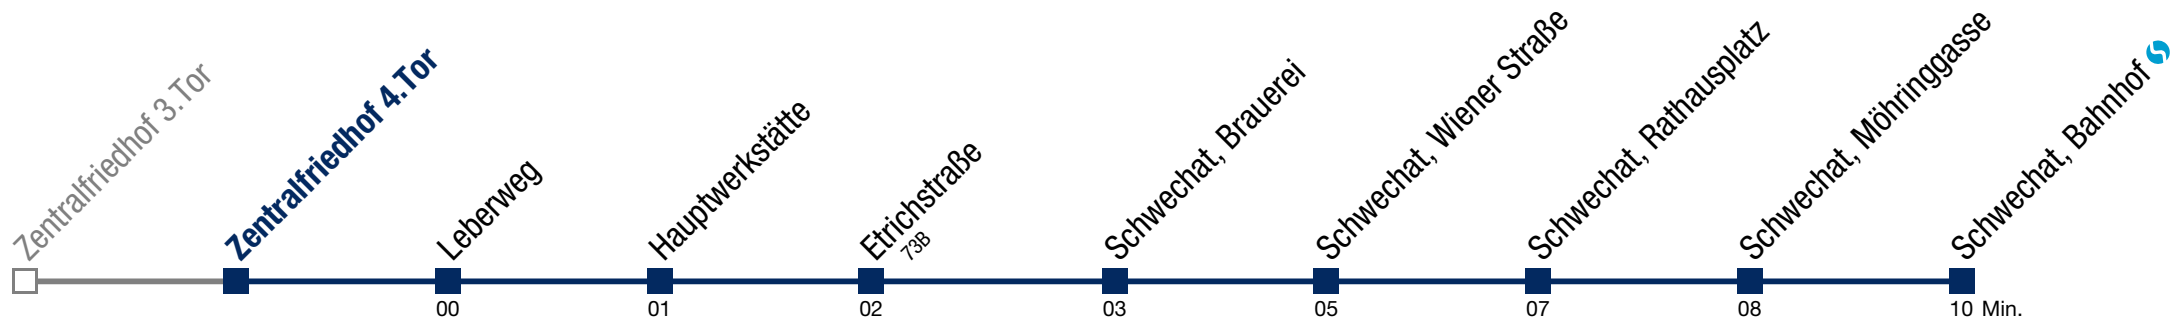 Zentralfriedhof 3.Tor
Zentralfriedhof 4.Tor
Leberweg
Hauptwerkstätte
Etrichstraße
73B
Schwechat, Brauerei
Schwechat, Wiener Straße
Schwechat, Rathausplatz
Schwechat, Möhringgasse
Schwechat, Bahnhof
00 01 02 03 05 07 08 10 Min.